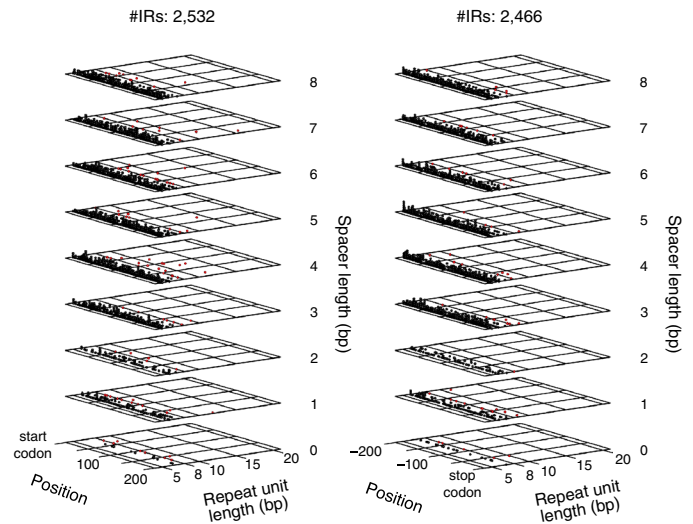 #IRs: 2,532
8
7
6
5
4
3
2
1
0
Spacer length (bp)
start
codon
100
200
Position
5
8
10
15
20
Repeat unit
length (bp)
#IRs: 2,466
8
7
6
5
4
3
2
1
0
Spacer length (bp)
−200
−100
stop
codon
Position
5
8
10
15
20
Repeat unit
length (bp)